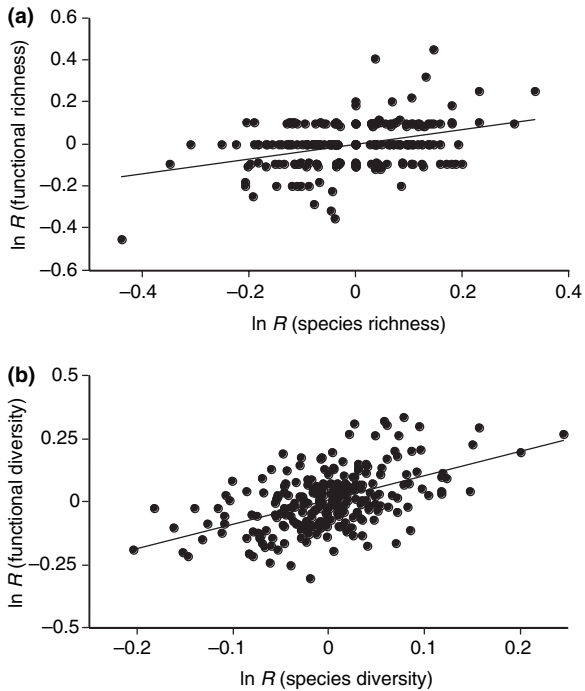 (a)
0.6
0.4
0.2
0
−0.2
−0.4
−0.6
ln R (functional richness)
−0.4 −0.2 0 0.2 0.4
ln R (species richness)
(b)
0.5
0.25
0
−0.25
−0.5
ln R (functional diversity)
−0.2 −0.1 0 0.1 0.2
ln R (species diversity)